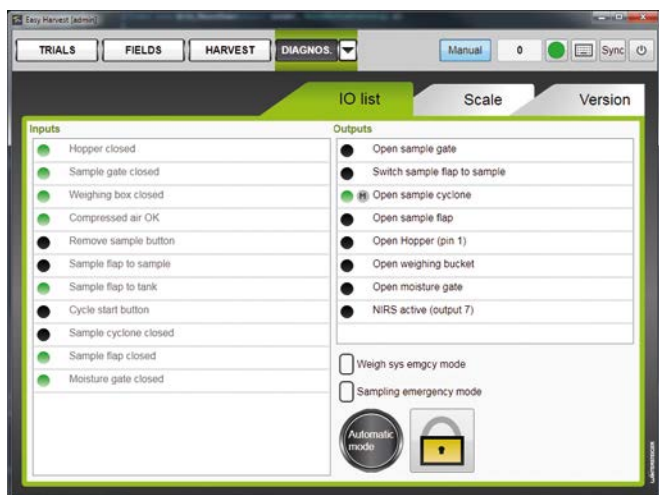 Easy Harvest [admin]
TRIALS FIELDS HARVEST DIAGNOS. Manual 0 Sync
IO list Scale Version
Inputs Outputs
Hopper closed
Sample gate closed
Weighing box closed
Compressed air OK
Remove sample button
Sample flap to sample
Sample flap to tank
Cycle start button
Sample cyclone closed
Sample flap closed
Moisture gate closed
Open sample gate
Switch sample flap to sample
M Open sample cyclone
Open sample flap
Open Hopper (pin 1)
Open weighing bucket
Open moisture gate
NIRS active (output 7)
Weigh sys emgcy mode
Sampling emergency mode
Automatic
mode